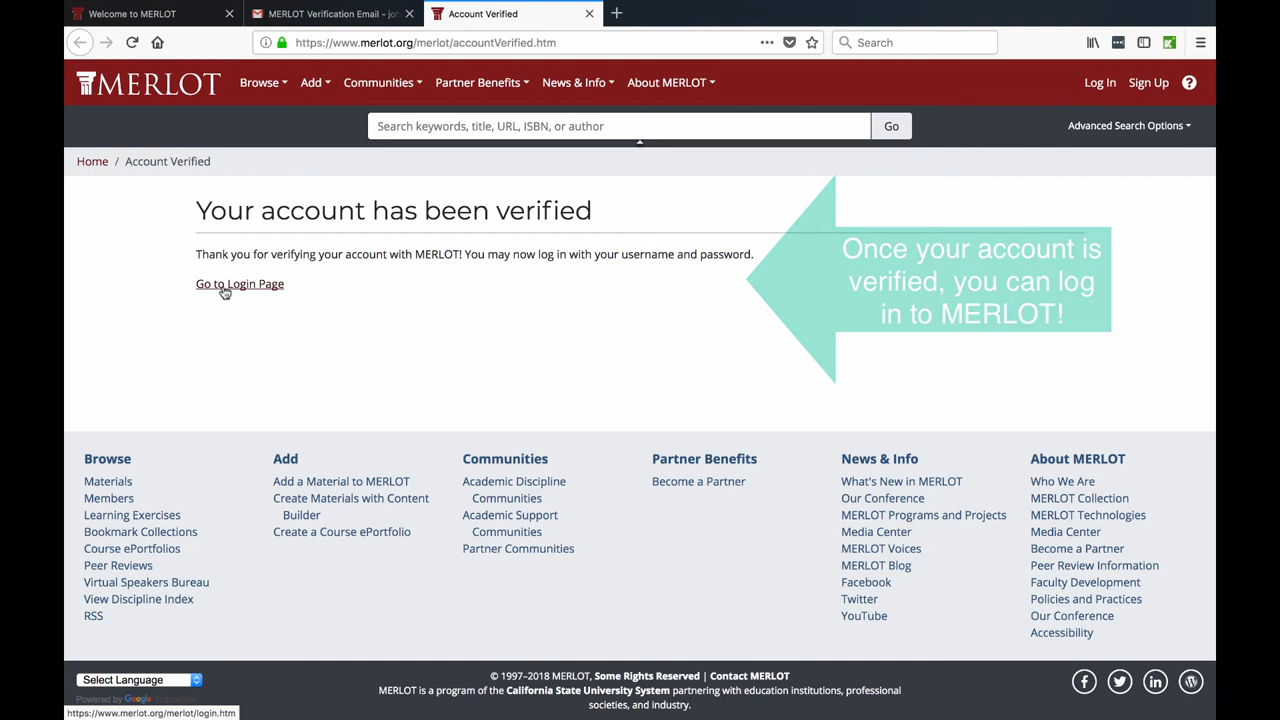 Welcome to MERLOT
MERLOT Verification Email - joh
Account Verified
https://www.merlot.org/merlot/accountVerified.htm
Search
MERLOT
Browse
Add
Communities
Partner Benefits
News & Info
About MERLOT
Log In
Sign Up
Search keywords, title, URL, ISBN, or author
Go
Advanced Search Options
Home / Account Verified
Your account has been verified
Thank you for verifying your account with MERLOT! You may now log in with your username and password.
Go to Login Page
Once your account is
verified, you can log
in to MERLOT!
Browse
Materials
Members
Learning Exercises
Bookmark Collections
Course ePortfolios
Peer Reviews
Virtual Speakers Bureau
View Discipline Index
RSS
Add
Add a Material to MERLOT
Create Materials with Content
Builder
Create a Course ePortfolio
Communities
Academic Discipline
Communities
Academic Support
Communities
Partner Communities
Partner Benefits
Become a Partner
News & Info
What's New in MERLOT
Our Conference
MERLOT Programs and Projects
Media Center
MERLOT Voices
MERLOT Blog
Facebook
Twitter
YouTube
About MERLOT
Who We Are
MERLOT Collection
MERLOT Technologies
Media Center
Become a Partner
Peer Review Information
Faculty Development
Policies and Practices
Our Conference
Accessibility
Select Language
Powered by Google Translate
https://www.merlot.org/merlot/login.htm
© 1997–2018 MERLOT, Some Rights Reserved | Contact MERLOT
MERLOT is a program of the California State University System partnering with education institutions, professional
societies, and industry.